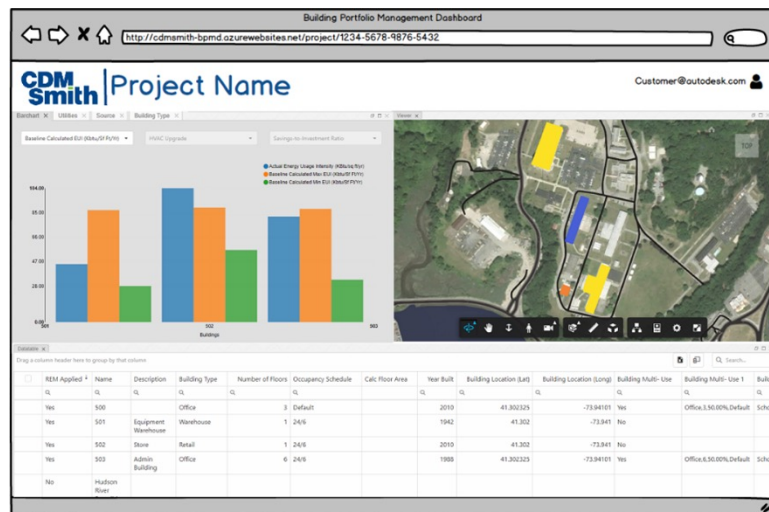 Building Portfolio Management Dashboard
http://cdmsmith-bpmd.azurewebsites.net/project/1234-5678-9876-5432
CDM Smith Project Name
Customer@autodesk.com
Barchart Utilities Source Building Type
Viewer
Baseline Calculated EUI (Kbtu/Sf Ft/Yr) HVAC Upgrade Savings-to-Investment Ratio
TOP
Actual Energy Usage Intensity (KBtu/sq ft/yr)
Baseline Calculated Max EUI (Kbtu/Sf Ft/Yr)
Baseline Calculated Min EUI (Kbtu/Sf Ft/Yr)
47.00
0.00
501 502 503
Buildings
Datatable
Drag a column header here to group by that column
Search...
REM Applied Name Description Building Type Number of Floors Occupancy Schedule Calc Floor Area Year Built Building Location (Lat) Building Location (Long) Building Multi- Use Building Multi- Use 1
Yes 500 Office 3 Default 2010 41.302325 -73.94101 Yes Office,3,50.00%,Default
Yes 501 Equipment Warehouse Warehouse 1 24/6 1942 41.302 -73.941 No
Yes 502 Store Retail 1 24/6 2010 41.302 -73.941 No
Yes 503 Admin Building Office 6 24/6 1988 41.302325 -73.94101 Yes Office,6,50.00%,Default
No Hudson River